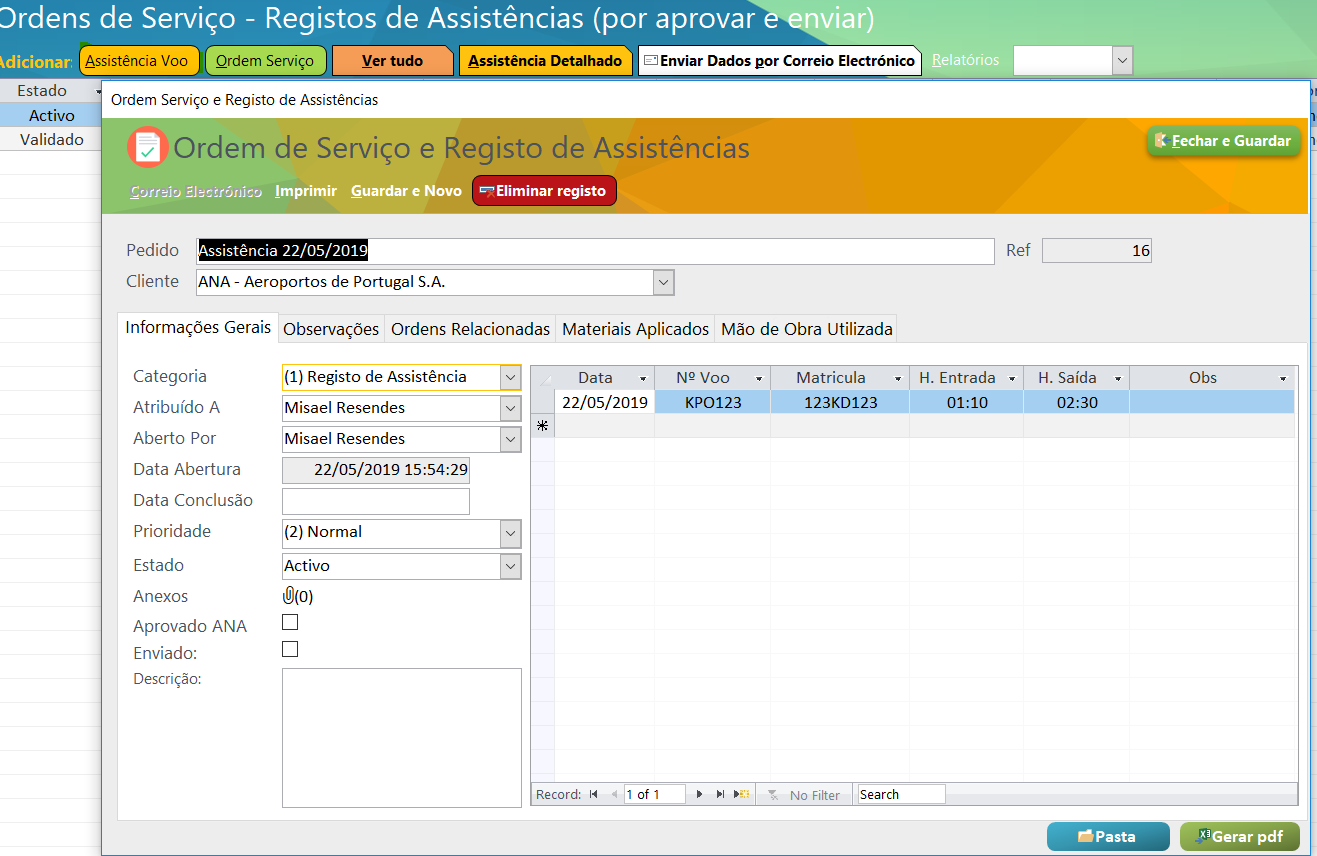 Ordens de Serviço - Registos de Assistências (por aprovar e enviar)
Adicionar: Assistência Voo Ordem Serviço Ver tudo Assistência Detalhado Enviar Dados por Correio Electrónico Relatórios
Estado
Activo
Validado
Ordem Serviço e Registo de Assistências
Ordem de Serviço e Registo de Assistências
Fechar e Guardar
Correio Electrónico Imprimir Guardar e Novo Eliminar registo
Pedido Assistência 22/05/2019 Ref 16
Cliente ANA - Aeroportos de Portugal S.A.
Informações Gerais Observações Ordens Relacionadas Materiais Aplicados Mão de Obra Utilizada
Categoria (1) Registo de Assistência
Atribuído A Misael Resendes
Aberto Por Misael Resendes
Data Abertura 22/05/2019 15:54:29
Data Conclusão
Prioridade (2) Normal
Estado Activo
Anexos (0)
Aprovado ANA
Enviado:
Descrição:
Data Nº Voo Matricula H. Entrada H. Saída Obs
22/05/2019 KPO123 123KD123 01:10 02:30
Record: 1 of 1 No Filter Search
Pasta Gerar pdf